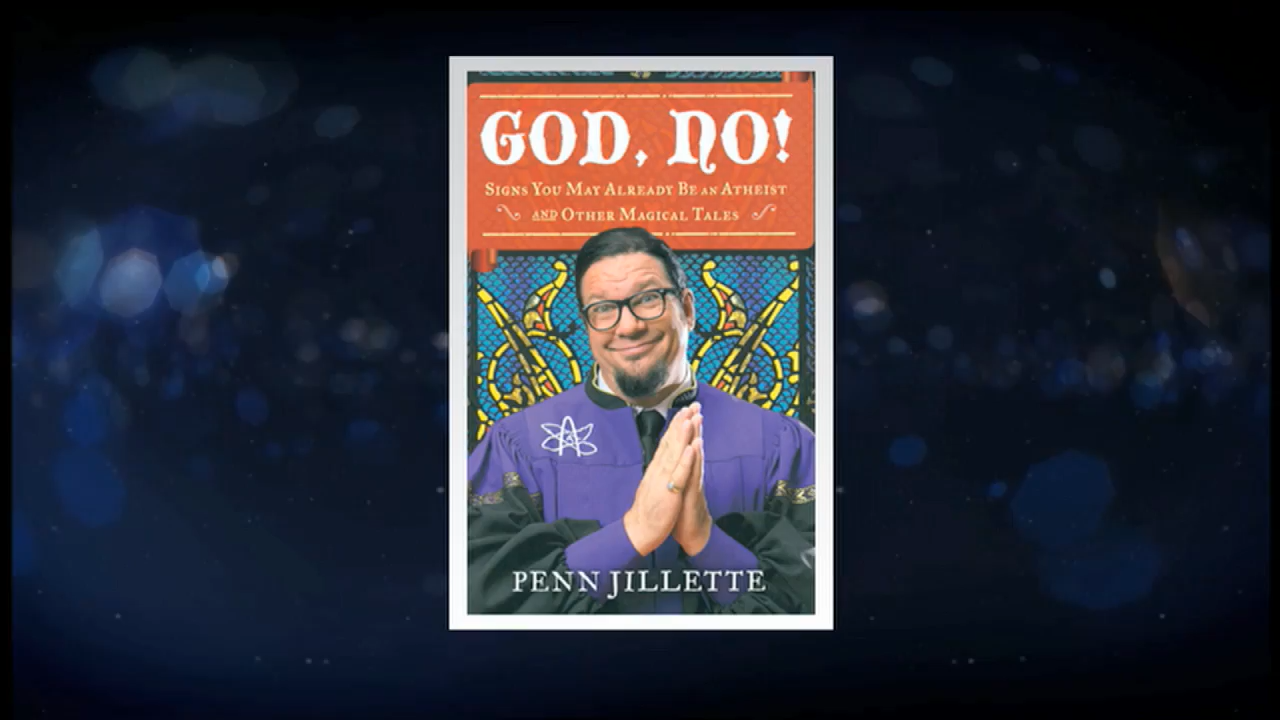 GOD, NO!
SIGNS YOU MAY ALREADY BE AN ATHEIST
AND OTHER MAGICAL TALES
PENN JILLETTE